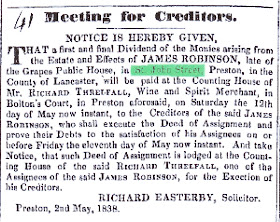 41
Meeting for Creditors.
NOTICE IS HEREBY GIVEN,
THAT a first and final Dividend of the Monies arising from
the Estate and Effects of JAMES ROBINSON, late of
the Grapes Public House, in St. John Street, Preston, in the
County of Lancaster, will be paid at the Counting House of
Mr. RICHARD THRELFALL, Wine and Spirit Merchant, in
Bolton's Court, in Preston aforesaid, on Saturday the 12th
day of May now instant, to the Creditors of the said JAMES
ROBINSON, who shall execute the Deed of Assignment and
prove their Debts to the satisfaction of his Assignees on or
before Friday the eleventh day of May now instant. And take
Notice, that such Deed of Assignment is lodged at the Coun-
ting House of the said RICHARD THRELFALL, one of the
Assignees of the said JAMES ROBINSON, for the Execution
of his Creditors.
RICHARD EASTERBY, Solicitor.
Preston, 2nd May, 1838.